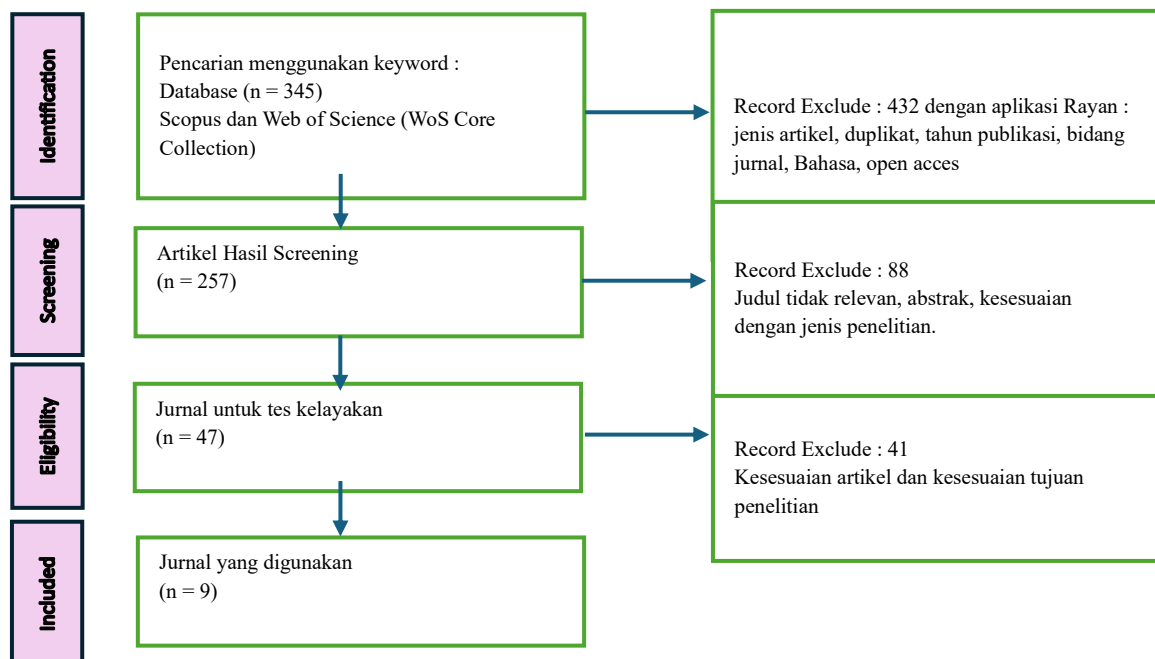 Identification
Pencarian menggunakan keyword :
Database (n = 345)
Scopus dan Web of Science (WoS Core
Collection)
Record Exclude : 432 dengan aplikasi Rayan :
jenis artikel, duplikat, tahun publikasi, bidang
jurnal, Bahasa, open acces
Screening
Artikel Hasil Screening
(n = 257)
Record Exclude : 88
Judul tidak relevan, abstrak, kesesuaian
dengan jenis penelitian.
Eligibility
Jurnal untuk tes kelayakan
(n = 47)
Record Exclude : 41
Kesesuaian artikel dan kesesuaian tujuan
penelitian
Included
Jurnal yang digunakan
(n = 9)